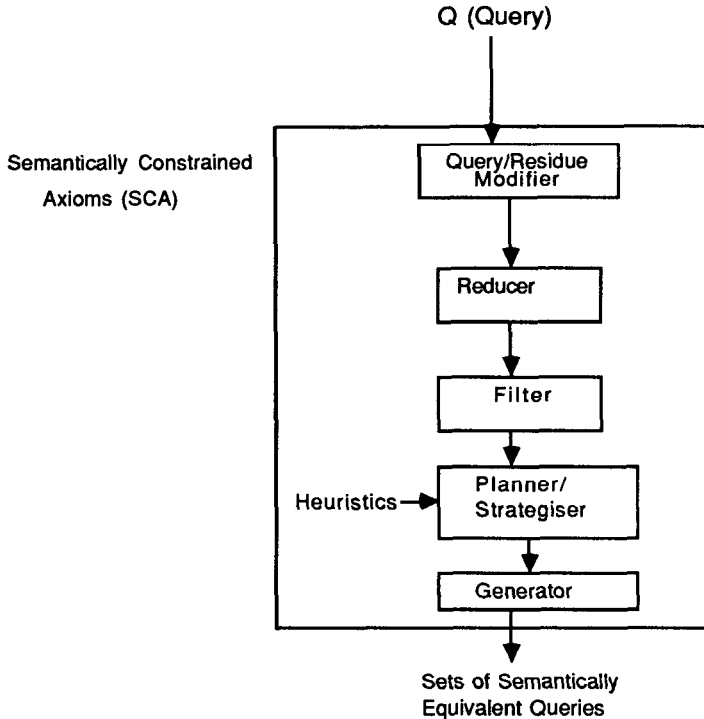 Q (Query)
Semantically Constrained
Axioms (SCA)
Query/Residue
Modifier
Reducer
Filter
Planner/
Strategiser
Heuristics
Generator
Sets of Semantically
Equivalent Queries